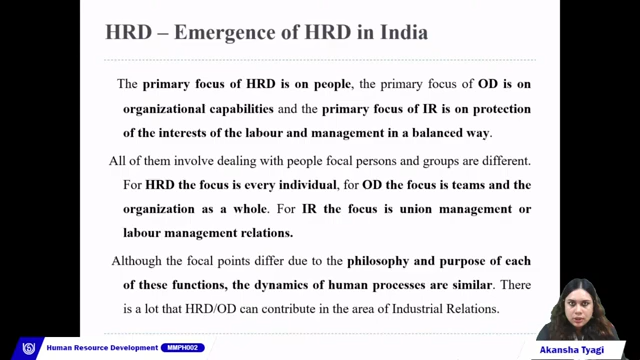 HRD – Emergence of HRD in India
The primary focus of HRD is on people, the primary focus of OD is on
organizational capabilities and the primary focus of IR is on protection
of the interests of the labour and management in a balanced way.
All of them involve dealing with people focal persons and groups are different.
For HRD the focus is every individual, for OD the focus is teams and the
organization as a whole. For IR the focus is union management or
labour management relations.
Although the focal points differ due to the philosophy and purpose of each
of these functions, the dynamics of human processes are similar. There
is a lot that HRD/OD can contribute in the area of Industrial Relations.
Human Resource Development MMPH002
Akansha Tyagi